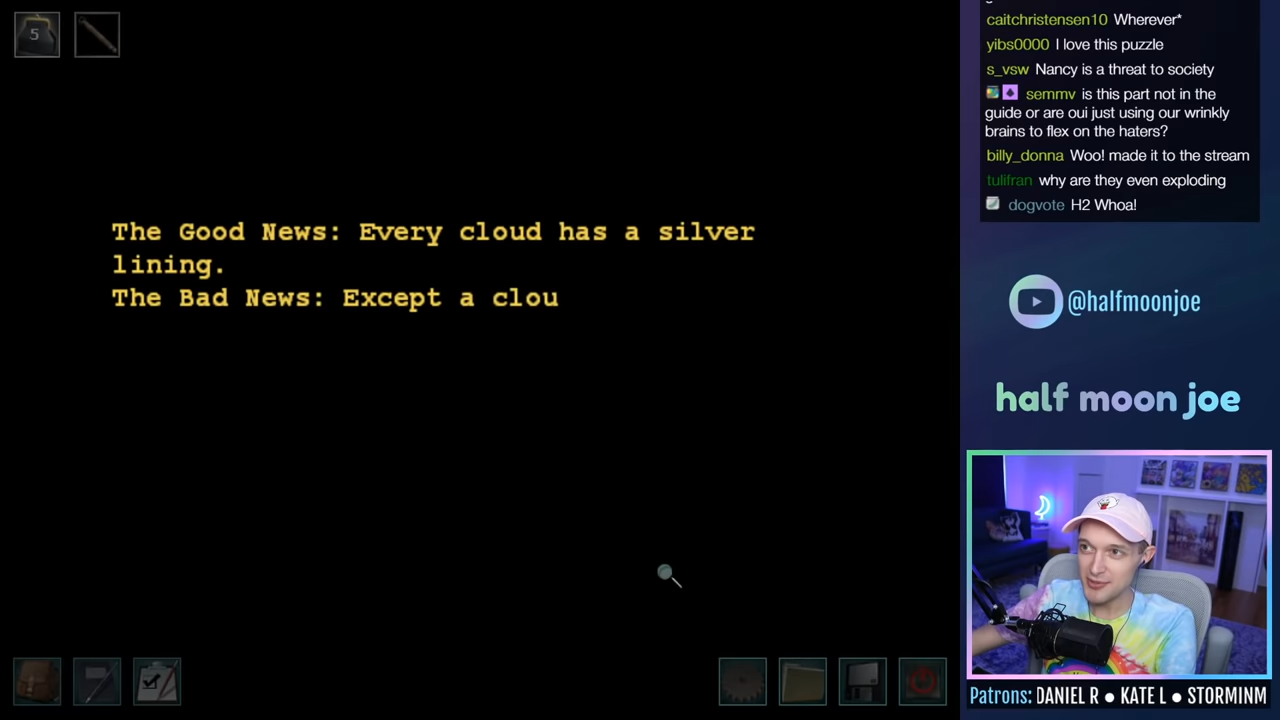 5
The Good News: Every cloud has a silver
lining.
The Bad News: Except a clou
caitchristensen10 Wherever*
yibs0000 I love this puzzle
s_vsw Nancy is a threat to society
semmv is this part not in the
guide or are oui just using our wrinkly
brains to flex on the haters?
billy_donna Woo! made it to the stream
tulifran why are they even exploding
dogvote H2 Whoa!
@halfmoonjoe
half moon joe
Patrons: DANIEL R ● KATE L ● STORMINM